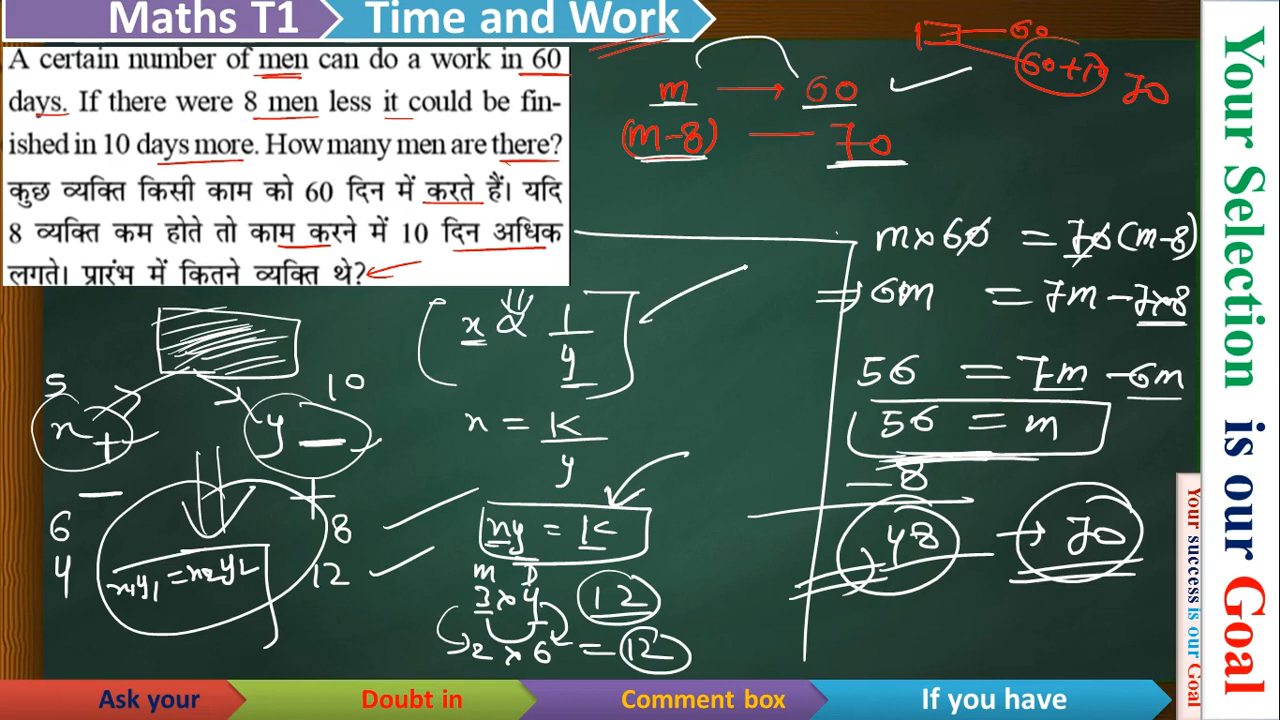 Maths T1 Time and Work
A certain number of men can do a work in 60
days. If there were 8 men less it could be fin-
ished in 10 days more. How many men are there?
कुछ व्यक्ति किसी काम को 60 दिन में करते हैं। यदि
8 व्यक्ति कम होते तो काम करने में 10 दिन अधिक
लगते। प्रारंभ में कितने व्यक्ति थे?
1 60
60+10 70
m → 60
(m-8) — 70
m×60 = 70(m-8)
⇒ 6m = 7m - 7×8
56 = 7m - 6m
56 = m
- 8
48 → 70
x α 1/y
x = K/y
xy = K
m D
3×4 12
2×6 = 12
5 10
x + y —
— +
6 8
4 12
x1y1 = x2y2
Your Selection is our Goal
Your success is our Goal
Ask your Doubt in Comment box If you have